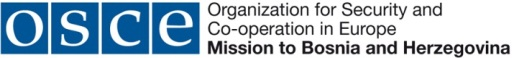 osce
Organization for Security and
Co-operation in Europe
Mission to Bosnia and Herzegovina